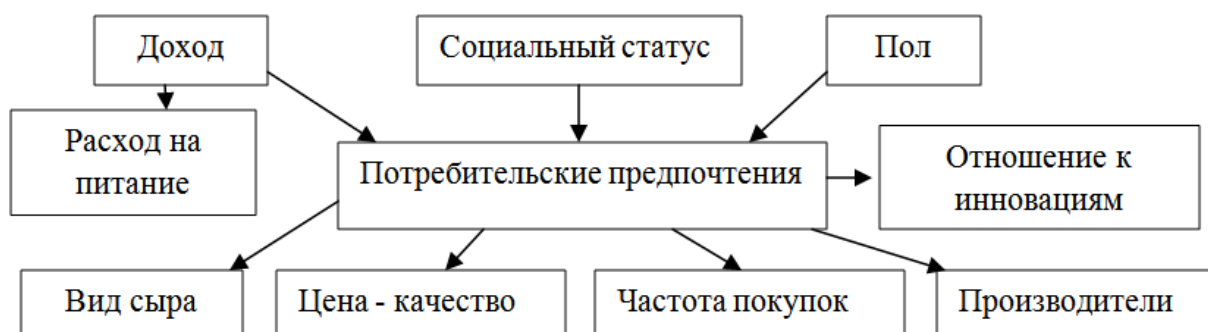 Доход
Социальный статус
Пол
Расход на
питание
Потребительские предпочтения
Отношение к
инновациям
Вид сыра
Цена - качество
Частота покупок
Производители